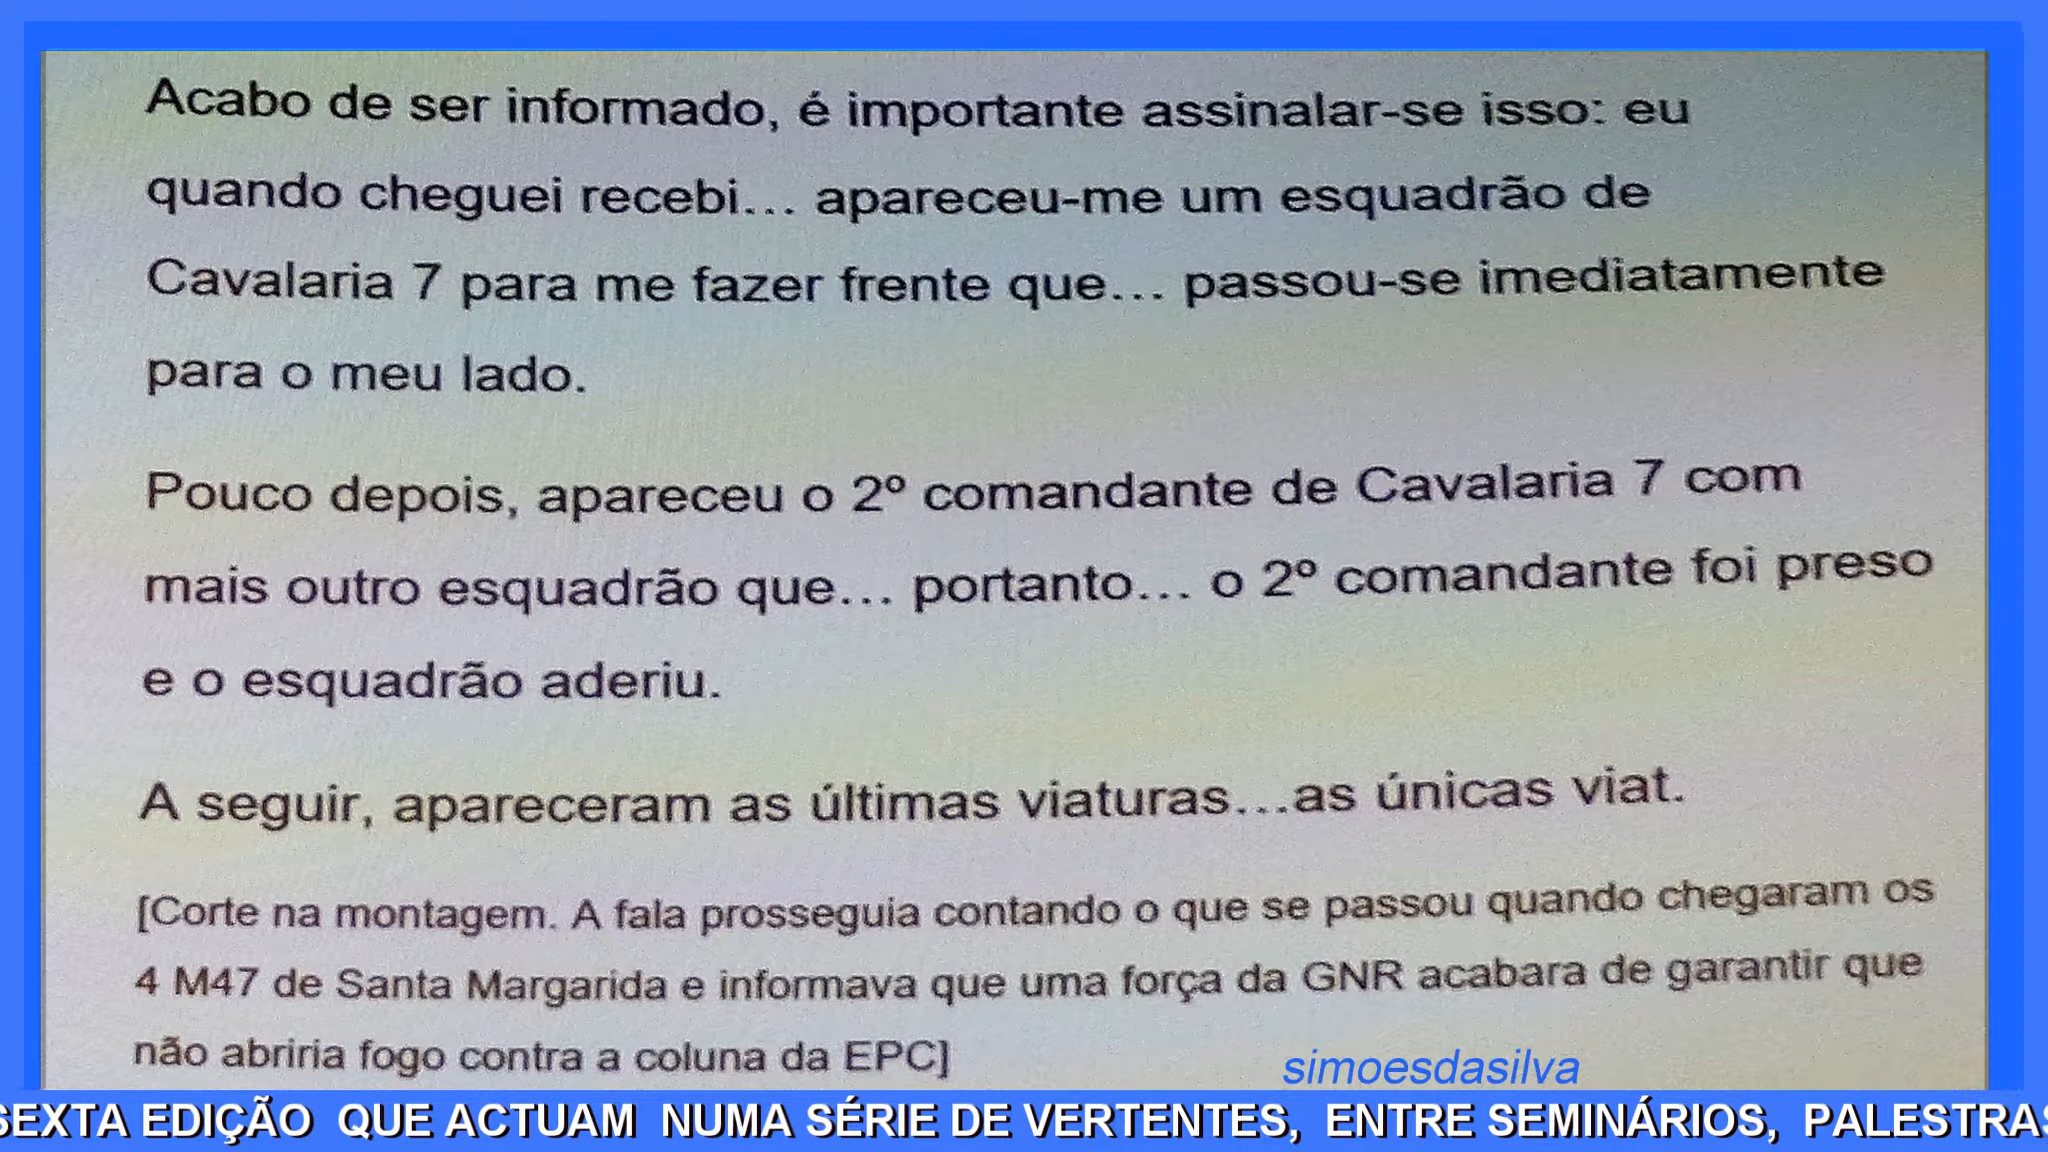 Acabo de ser informado, é importante assinalar-se isso: eu
quando cheguei recebi... apareceu-me um esquadrão de
Cavalaria 7 para me fazer frente que... passou-se imediatamente
para o meu lado.
Pouco depois, apareceu o 2º comandante de Cavalaria 7 com
mais outro esquadrão que... portanto... o 2º comandante foi preso
e o esquadrão aderiu.
A seguir, apareceram as últimas viaturas...as únicas viat.
[Corte na montagem. A fala prosseguia contando o que se passou quando chegaram os
4 M47 de Santa Margarida e informava que uma força da GNR acabara de garantir que
não abriria fogo contra a coluna da EPC]
simoesdasilva
SEXTA EDIÇÃO QUE ACTUAM NUMA SÉRIE DE VERTENTES, ENTRE SEMINÁRIOS, PALESTRAS